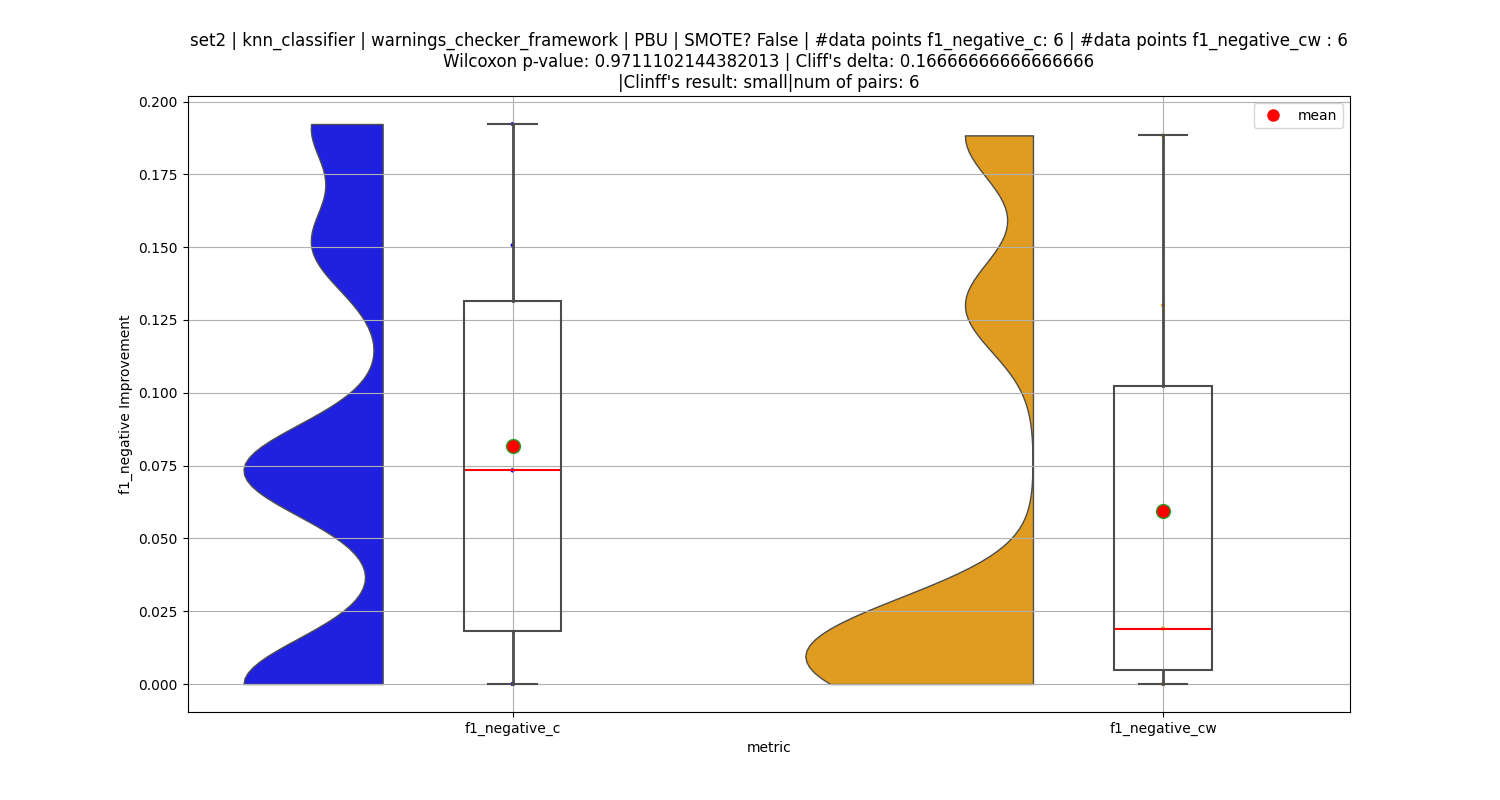 set2 | knn_classifier | warnings_checker_framework | PBU | SMOTE? False | #data points f1_negative_c: 6 | #data points f1_negative_cw : 6
Wilcoxon p-value: 0.9711102144382013 | Cliff's delta: 0.16666666666666666
|Clinff's result: small|num of pairs: 6
mean
0.200
0.175
0.150
0.125
0.100
0.075
0.050
0.025
0.000
f1_negative Improvement
f1_negative_c
f1_negative_cw
metric